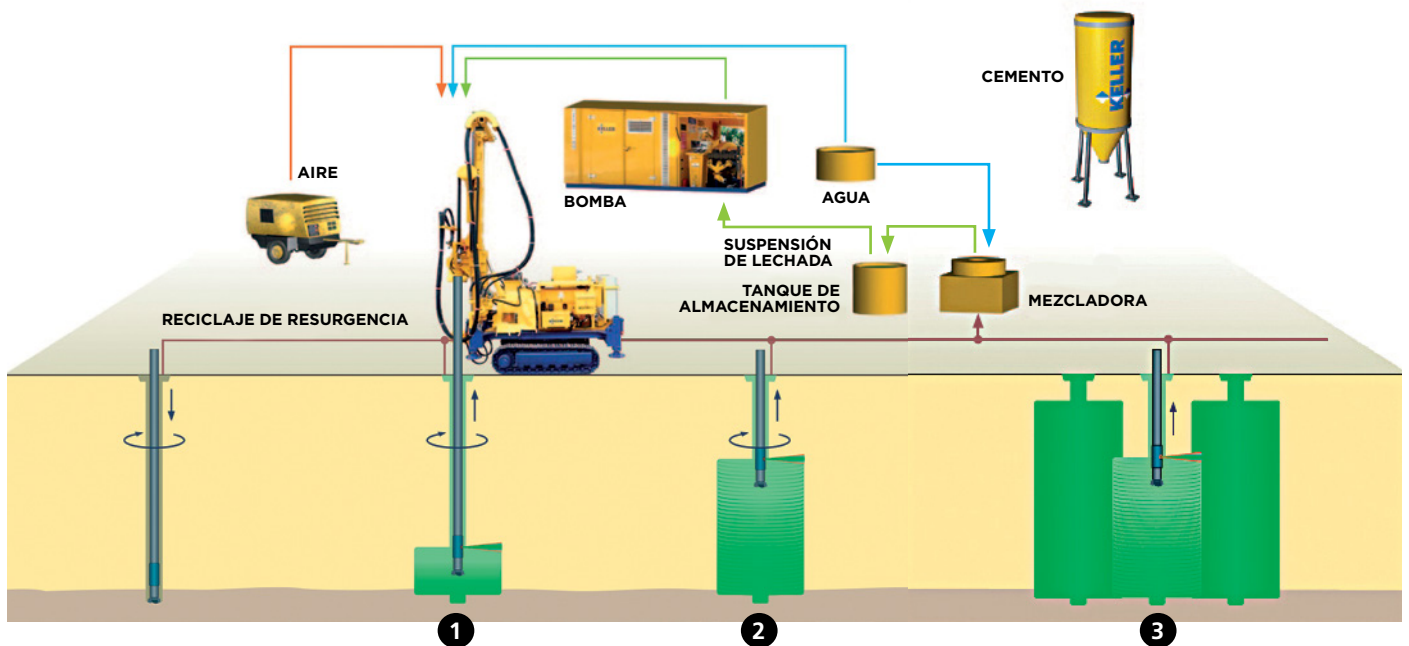 KELLER
CEMENTO
AIRE
BOMBA
AGUA
SUSPENSIÓN
DE LECHADA
TANQUE DE
ALMACENAMIENTO
MEZCLADORA
RECICLAJE DE RESURGENCIA
1
2
3